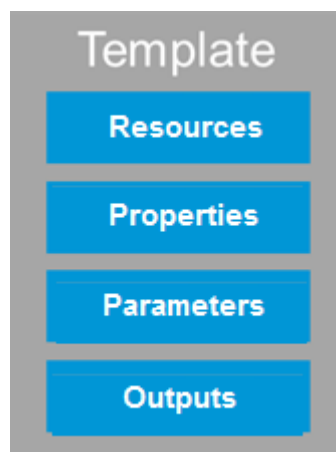 Template
Resources
Properties
Parameters
Outputs